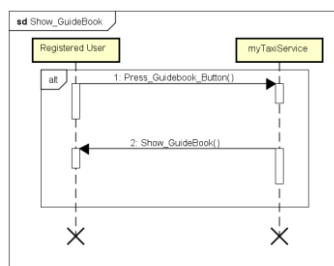 sd Show_GuideBook
Registered User
myTaxiService
alt
1: Press_Guidebook_Button()
2: Show_GuideBook()